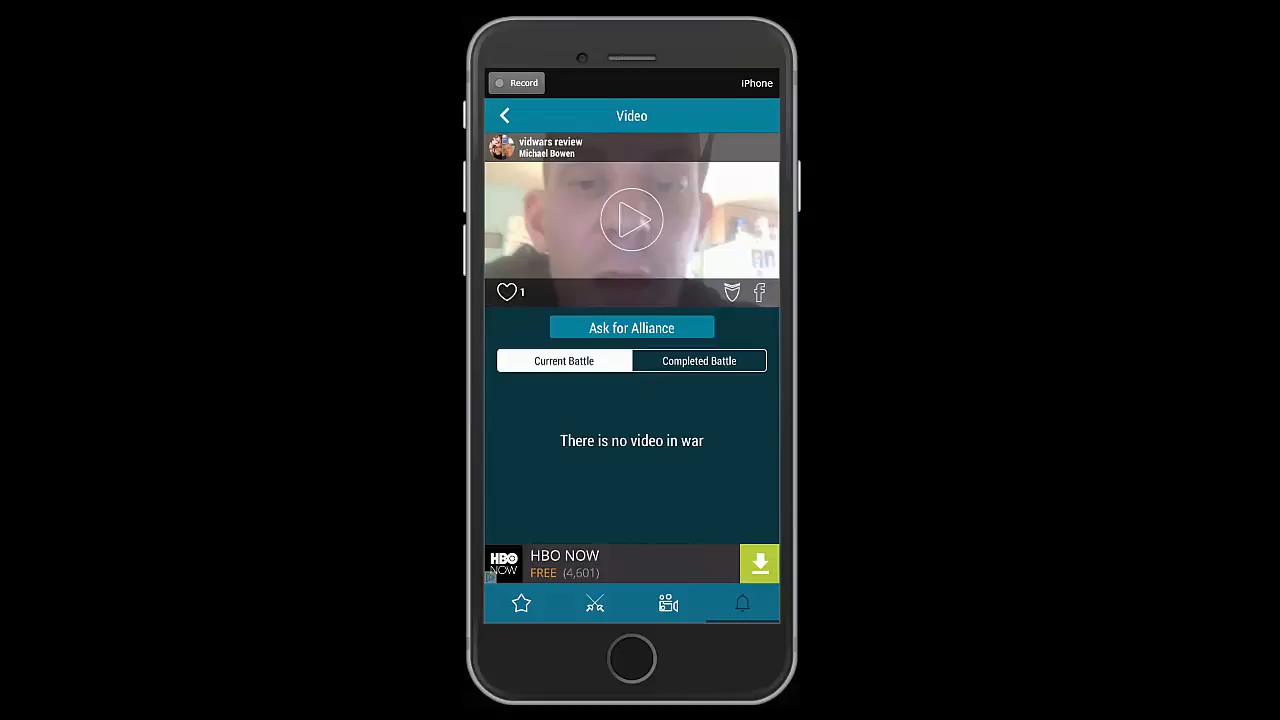 Record
iPhone
Video
vidwars review
Michael Bowen
1
f
Ask for Alliance
Current Battle
Completed Battle
There is no video in war
HBO
NOW
HBO NOW
FREE (4,601)